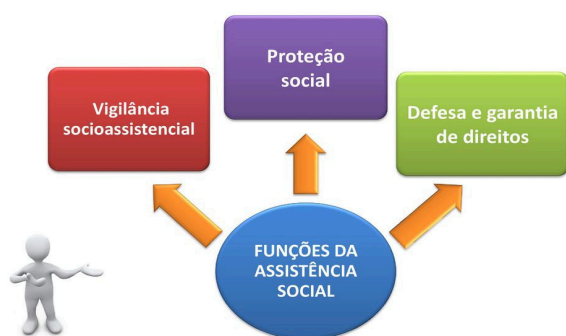 Proteção
social
Vigilância
socioassistencial
Defesa e garantia
de direitos
FUNÇÕES DA
ASSISTÊNCIA
SOCIAL